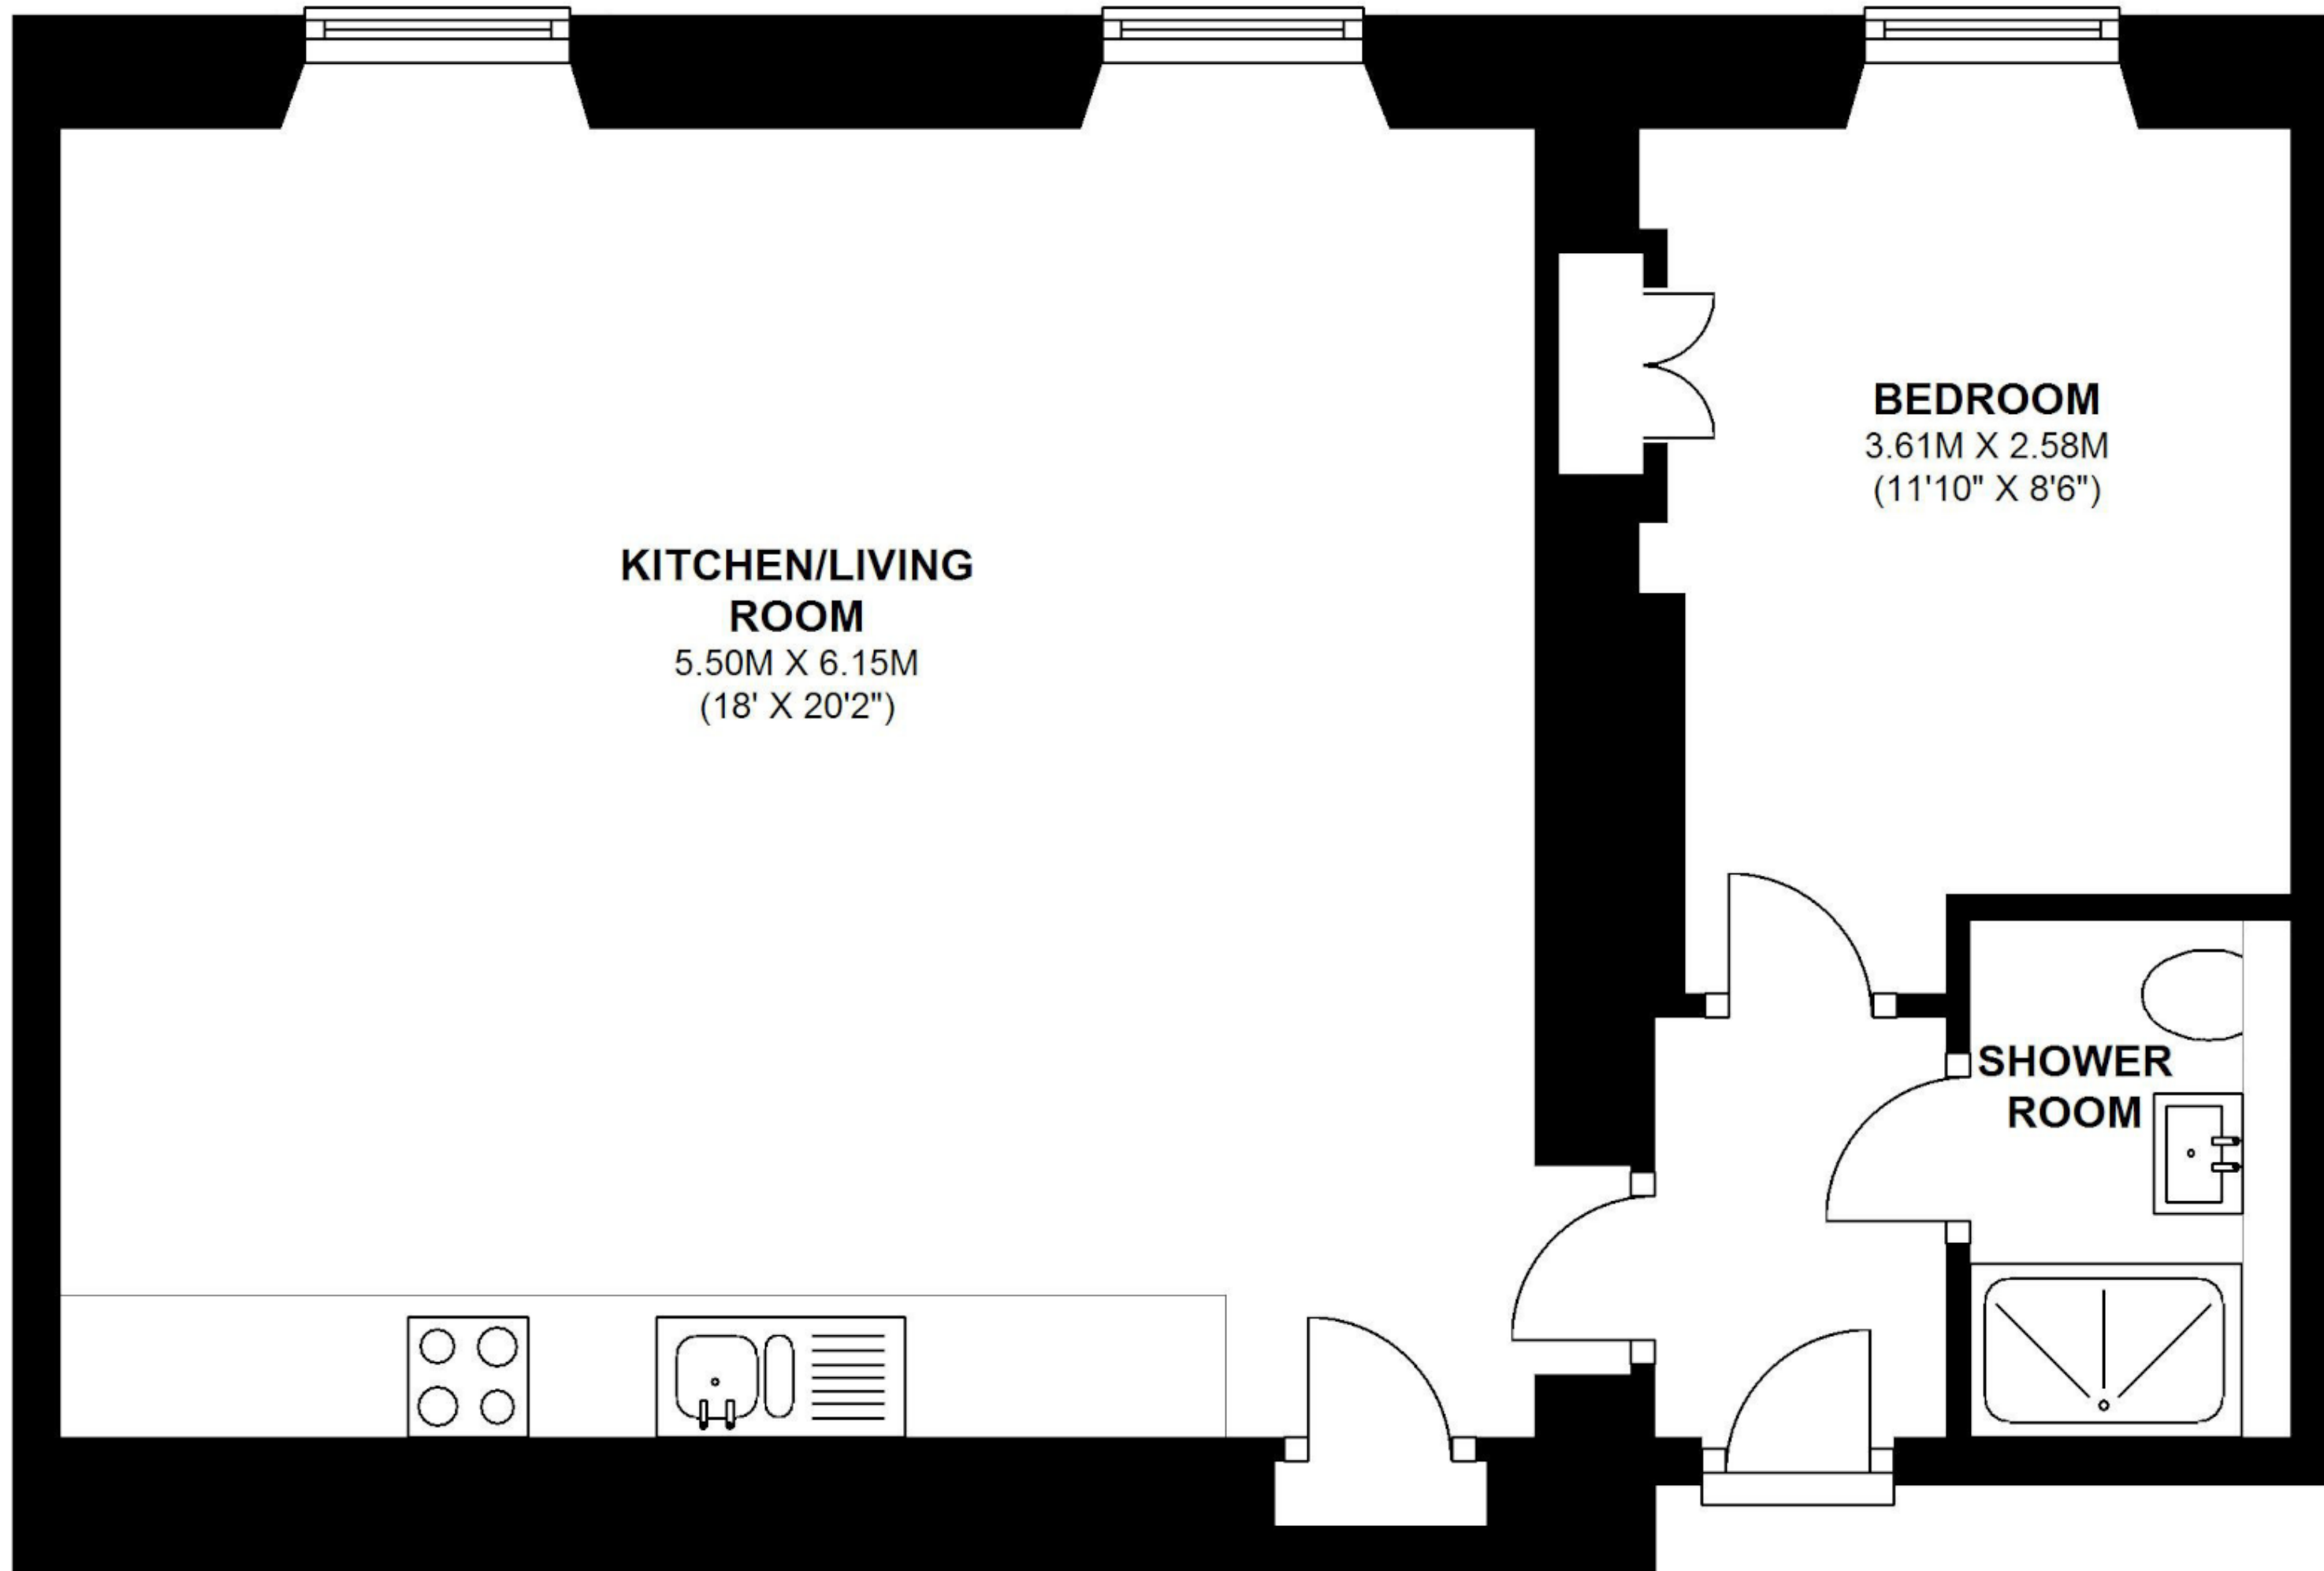 KITCHEN/LIVING
ROOM
5.50M X 6.15M
(18' X 20'2")
BEDROOM
3.61M X 2.58M
(11'10" X 8'6")
SHOWER
ROOM